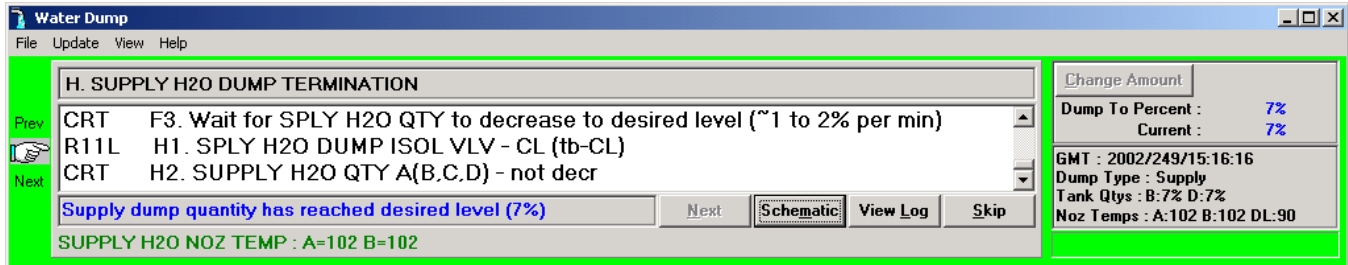 Water Dump
File Update View Help
H. SUPPLY H2O DUMP TERMINATION
Prev
Next
CRT F3. Wait for SPLY H2O QTY to decrease to desired level (~1 to 2% per min)
R11L H1. SPLY H2O DUMP ISOL VLV - CL (tb-CL)
CRT H2. SUPPLY H2O QTY A(B,C,D) - not decr
Supply dump quantity has reached desired level (7%)
Next Schematic View Log Skip
SUPPLY H2O NOZ TEMP : A=102 B=102
Change Amount
Dump To Percent : 7%
Current : 7%
GMT : 2002/249/15:16:16
Dump Type : Supply
Tank Qtys : B:7% D:7%
Noz Temps : A:102 B:102 DL:90